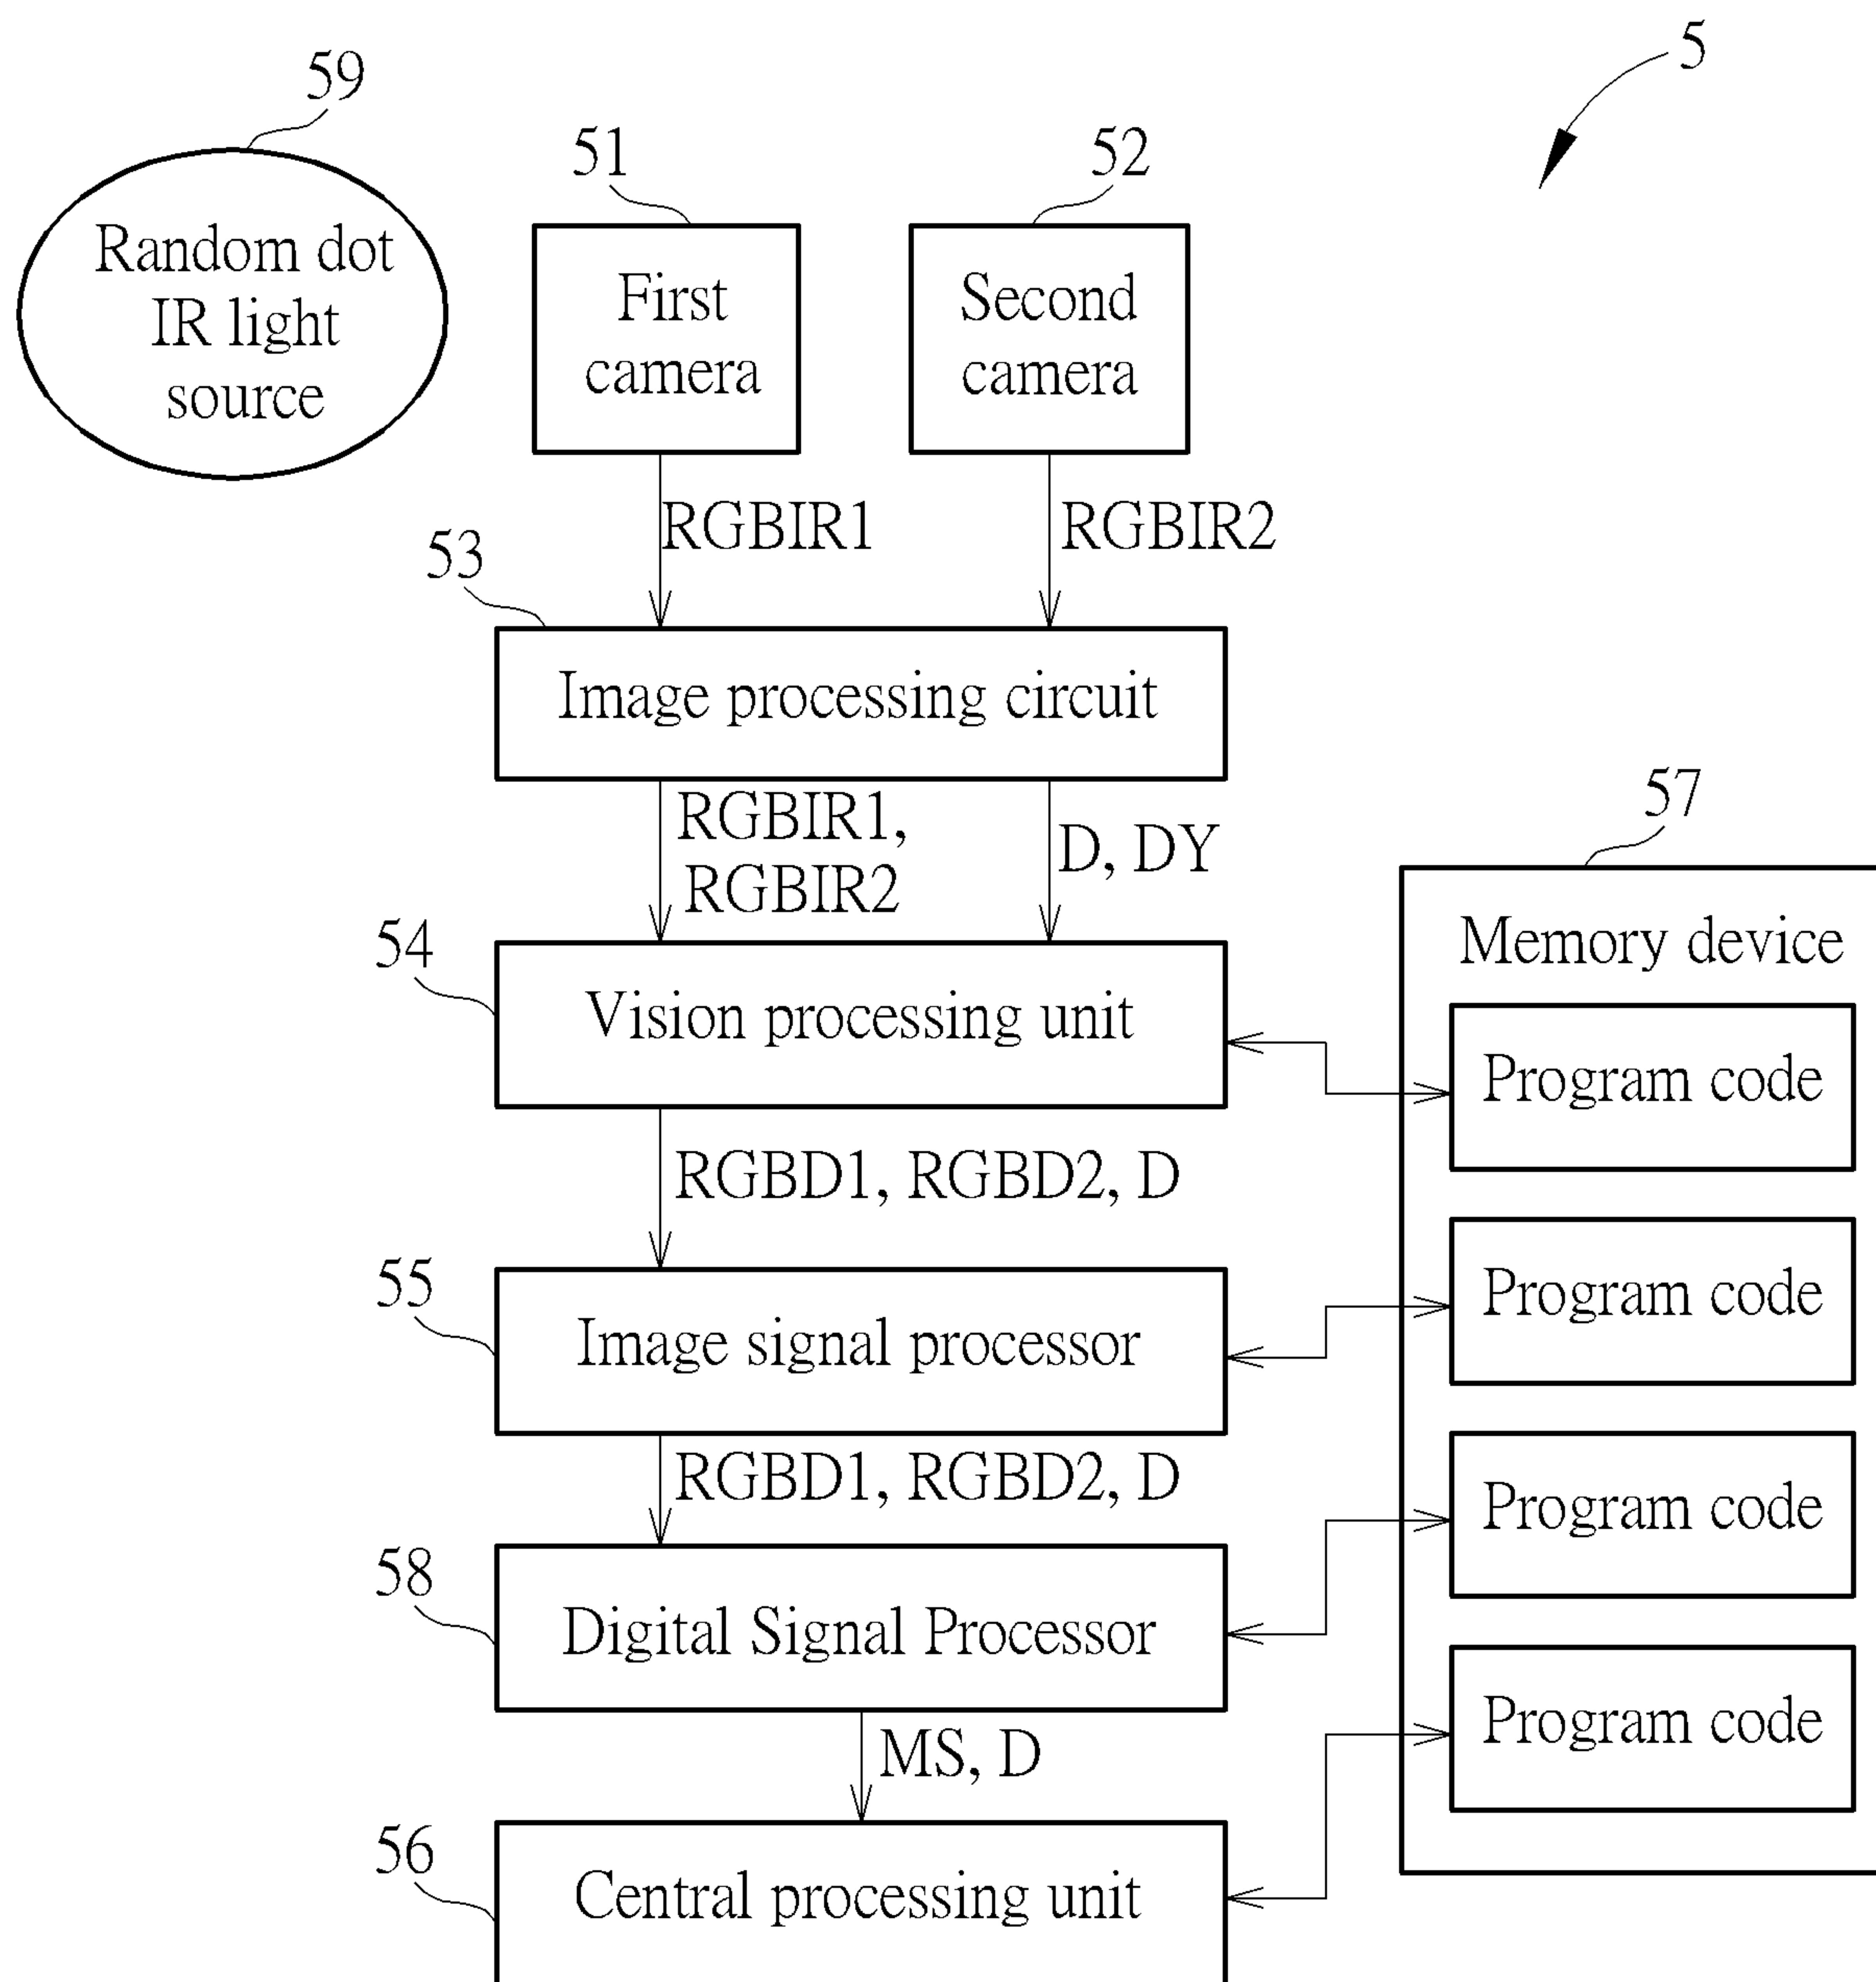 5
59
Random dot
IR light
source
51
First
camera
52
Second
camera
RGBIR1
RGBIR2
53
Image processing circuit
RGBIR1,
RGBIR2
D, DY
54
Vision processing unit
57
Memory device
Program code
RGBD1, RGBD2, D
55
Image signal processor
Program code
RGBD1, RGBD2, D
58
Digital Signal Processor
Program code
MS, D
56
Central processing unit
Program code